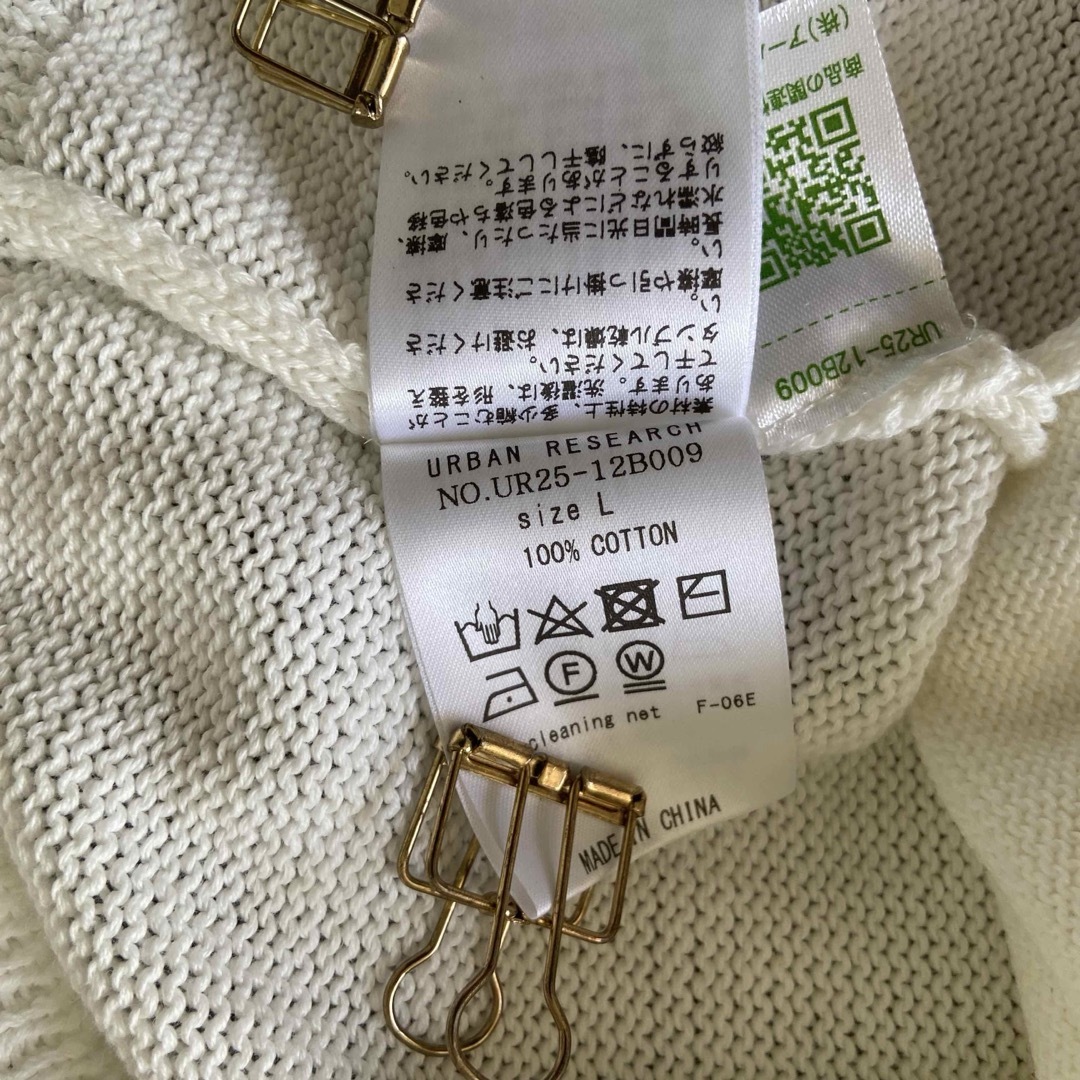 素材の特性上、多少縮むことが
あります。洗濯後は、形を整え
て干してください。
タンブル乾燥は、お避けくださ
い。
摩擦や引っ掛けにご注意くださ
い。
長時間日光に当たったり、摩擦、
水濡れなどによる色落ちや色移
りすることがあります。
絞らずに、陰干ししてください。
URBAN RESEARCH
NO.UR25-12B009
size L
100% COTTON
F
W
cleaning net F-06E
MADE IN CHINA
(株)アー
商品の関連
UR25-12B009